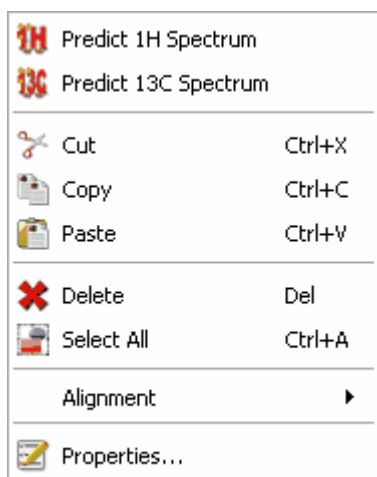 1H Predict 1H Spectrum
13C Predict 13C Spectrum
Cut Ctrl+X
Copy Ctrl+C
Paste Ctrl+V
Delete Del
Select All Ctrl+A
Alignment
Properties...